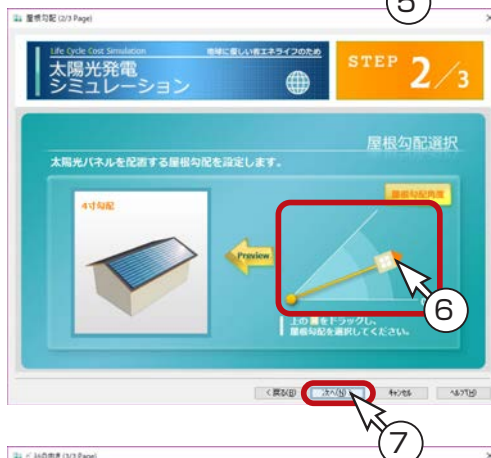 ⑤
屋根勾配 (2/3 Page)
Life Cycle Cost Simulation
地球に優しい省エネライフのため
太陽光発電
シミュレーション
STEP 2/3
屋根勾配選択
太陽光パネルを配置する屋根勾配を設定します。
4寸勾配
屋根勾配角度
Preview
⑥
上の■をドラッグし、
屋根勾配を選択してください。
< 戻る(B)
次へ(N)
キャンセル
ヘルプ(H)
⑦
(3/3 Page)